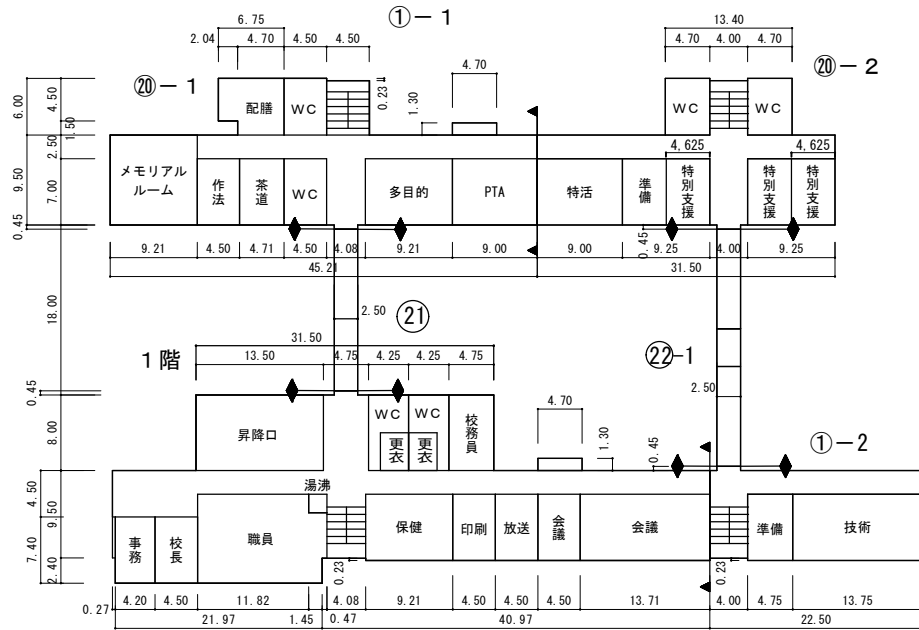 ①－1
6.75
2.04
4.70
4.50
4.50
13.40
4.70
4.00
4.70
⑳－1
⑳－2
6.00
4.50
1.50
配膳
WC
0.23
1.30
4.70
WC
WC
2.50
9.50
7.00
0.45
4,625
4,625
メモリアル
ルーム
作法
茶道
WC
多目的
PTA
特活
準備
特別支援
特別支援
特別支援
0.45
9.21
4.50
4.71
4.50
4.08
9.21
9.00
9.00
9.25
4.00
9.25
45.21
31.50
18.00
2.50
㉑
31.50
1階
13.50
4.75
4.25
4.25
4.75
㉒-1
2.50
0.45
8.00
昇降口
WC
WC
更衣
更衣
校務員
4.70
1.30
0.45
①－2
4.50
9.50
7.40
2.40
湯沸
事務
校長
職員
保健
印刷
放送
会議
会議
準備
技術
0.23
0.23
0.27
4.20
4.50
11.82
4.08
9.21
4.50
4.50
4.50
13.71
4.00
4.75
13.75
21.97
1.45
0.47
40.97
22.50